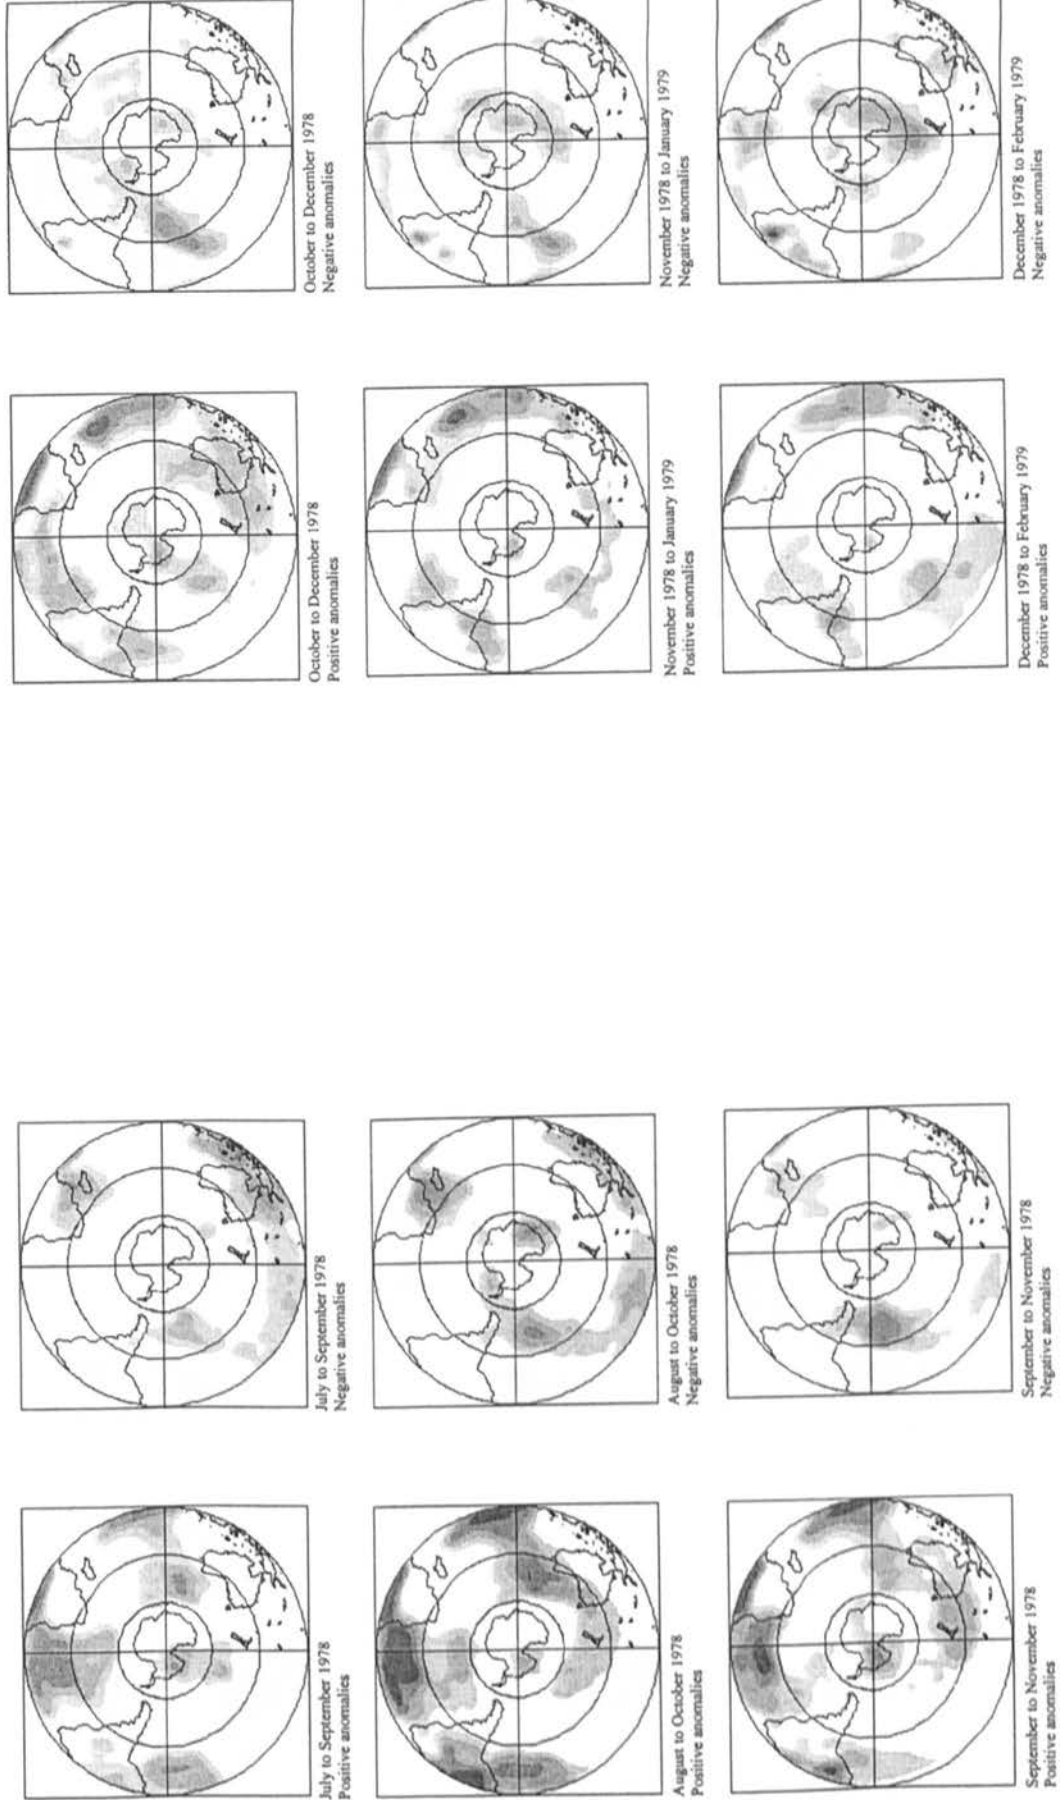 July to September 1978
Positive anomalies
July to September 1978
Negative anomalies
August to October 1978
Positive anomalies
August to October 1978
Negative anomalies
September to November 1978
Positive anomalies
September to November 1978
Negative anomalies
October to December 1978
Positive anomalies
October to December 1978
Negative anomalies
November 1978 to January 1979
Positive anomalies
November 1978 to January 1979
Negative anomalies
December 1978 to February 1979
Positive anomalies
December 1978 to February 1979
Negative anomalies